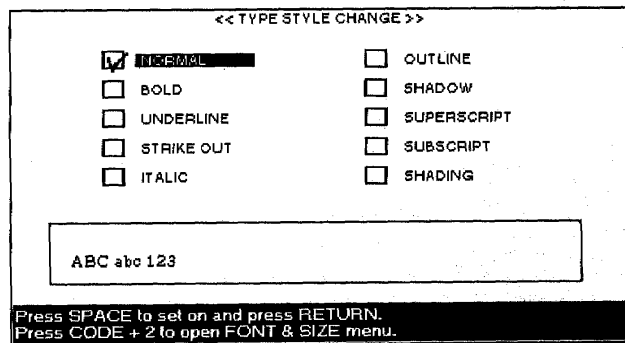 << TYPE STYLE CHANGE >>
NORMAL
BOLD
UNDERLINE
STRIKE OUT
ITALIC
OUTLINE
SHADOW
SUPERSCRIPT
SUBSCRIPT
SHADING
ABC abc 123
Press SPACE to set on and press RETURN.
Press CODE + 2 to open FONT & SIZE menu.